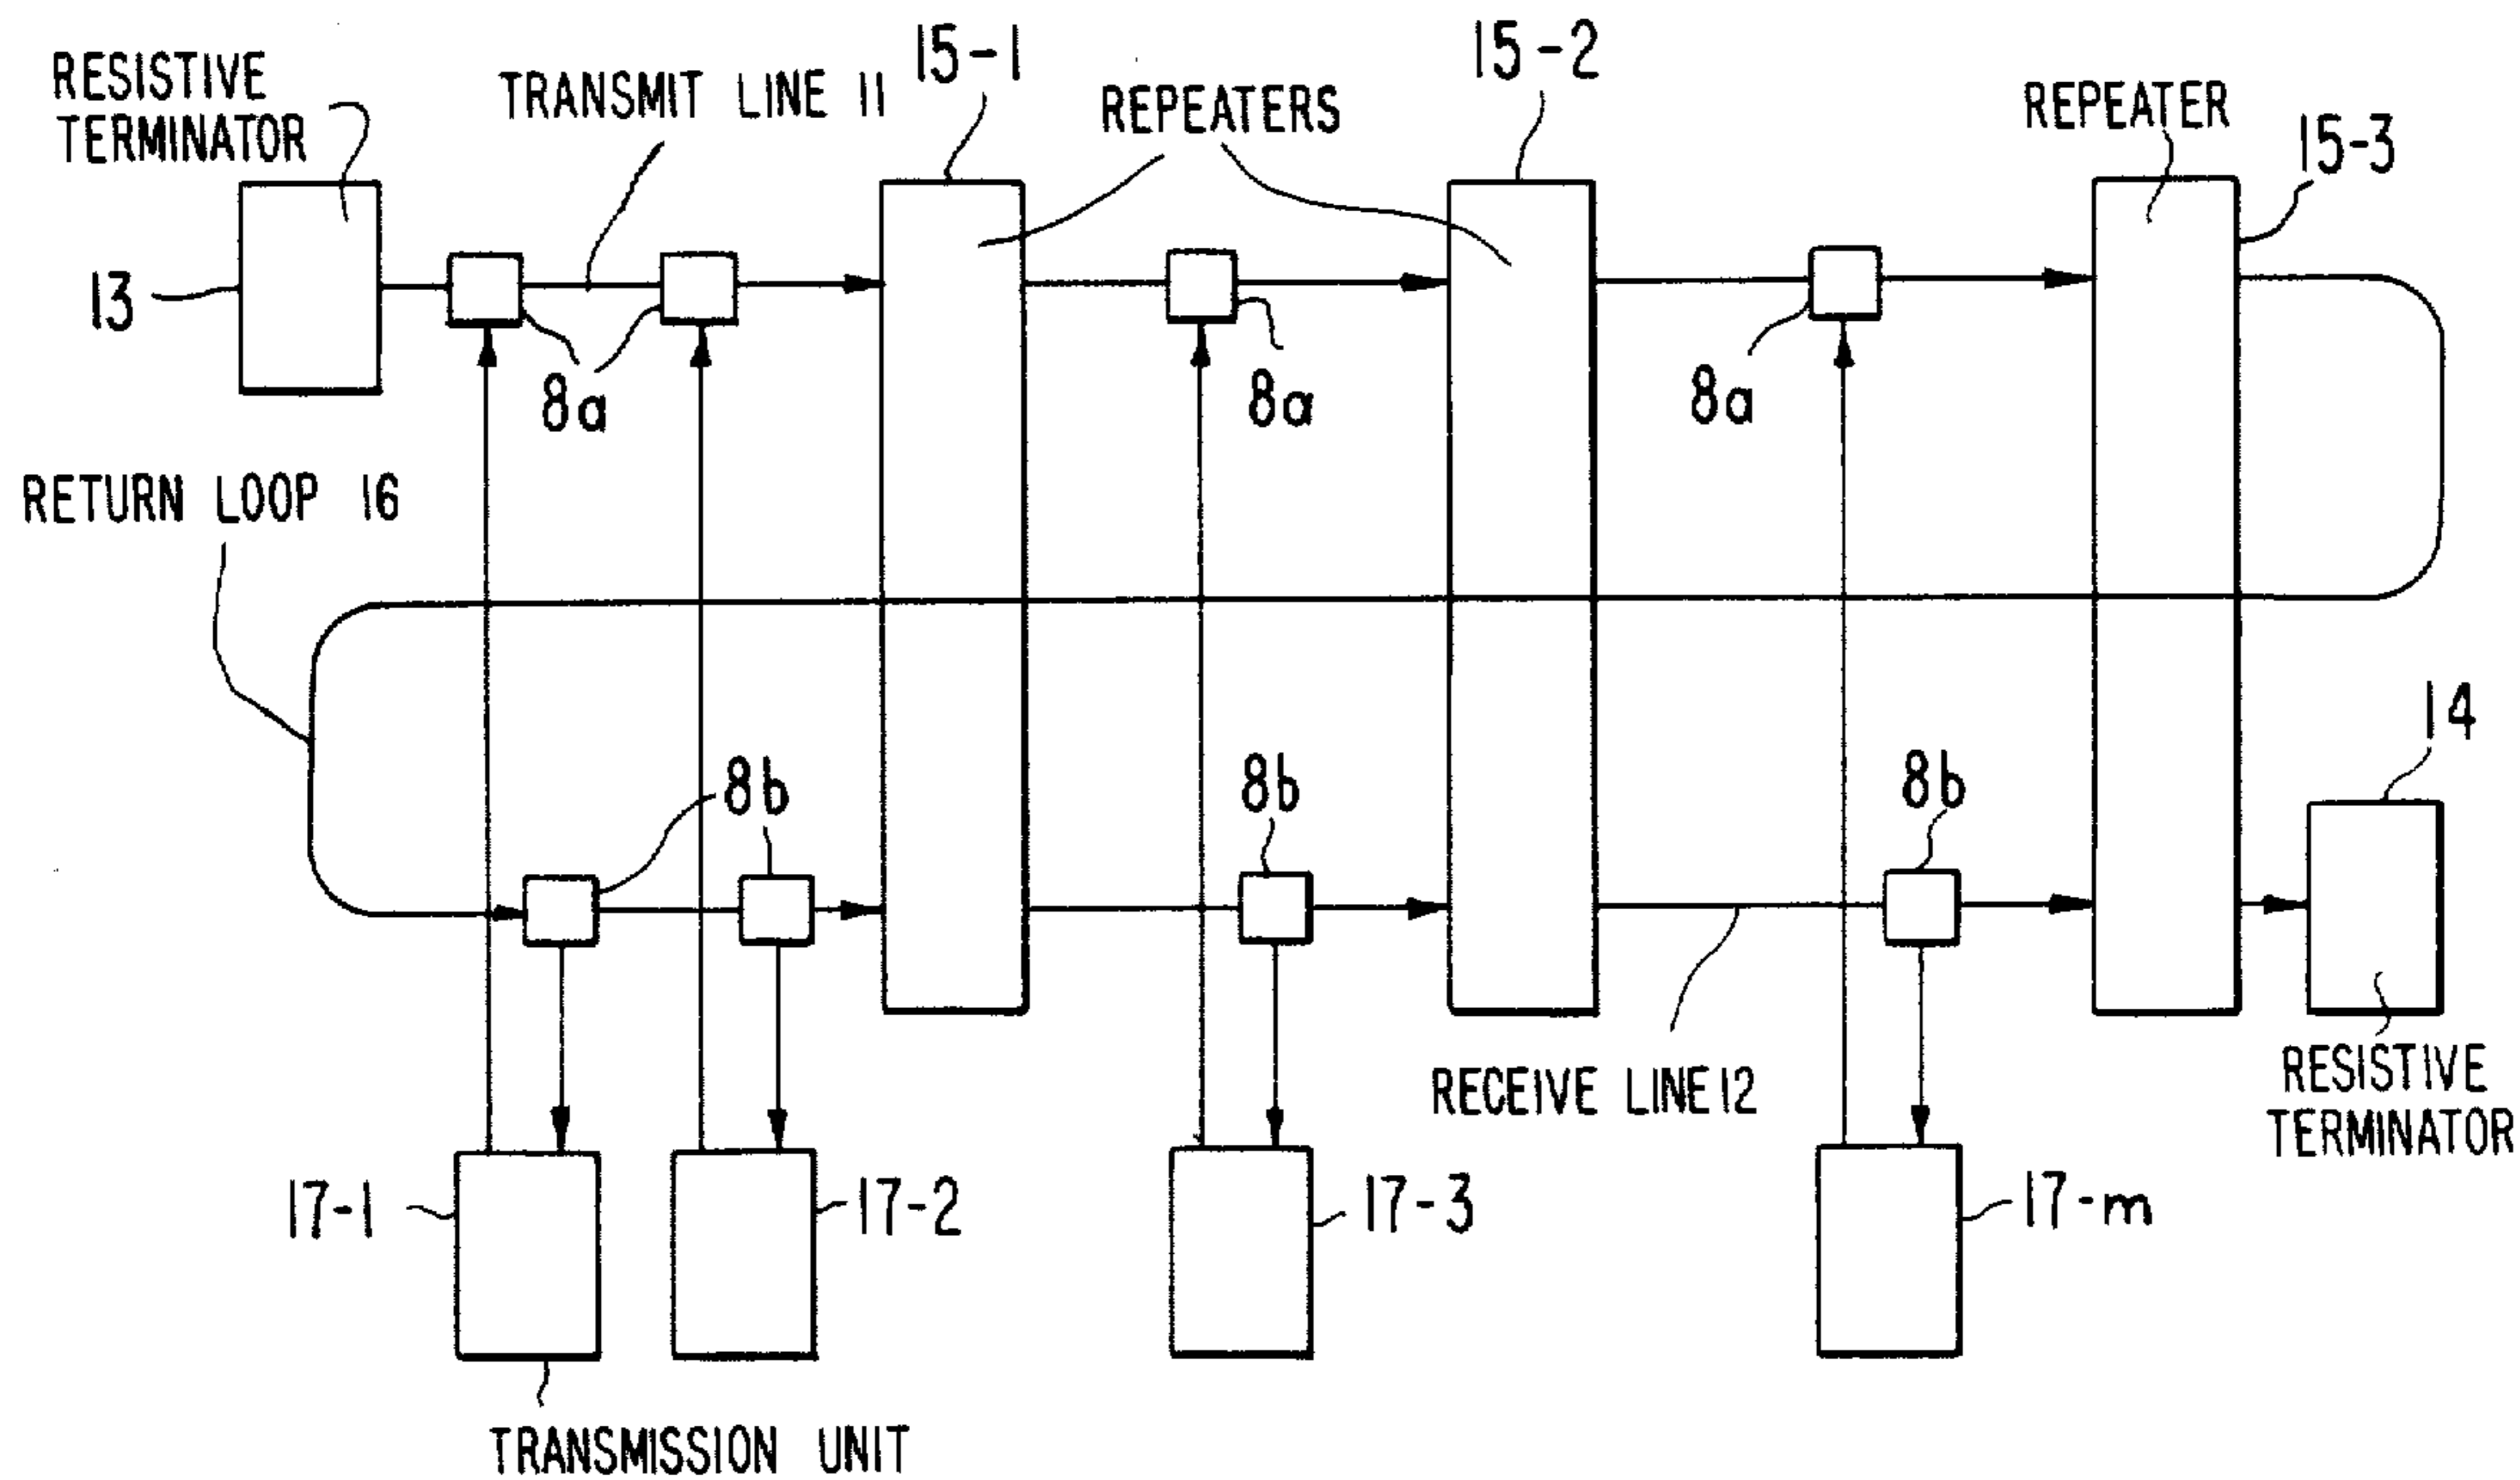 RESISTIVE
TERMINATOR
TRANSMIT LINE 11
15-1
REPEATERS
15-2
REPEATER
15-3
13
8a
8a
8a
RETURN LOOP 16
8b
8b
8b
14
RECEIVE LINE 12
RESISTIVE
TERMINATOR
17-1
17-2
17-3
17-m
TRANSMISSION UNIT